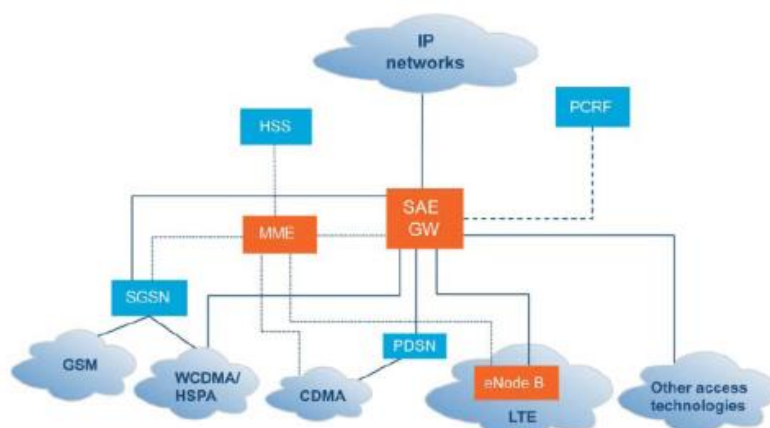 IP
networks
HSS
PCRF
SAE
GW
MME
SGSN
PDSN
GSM
WCDMA/
HSPA
CDMA
eNode B
LTE
Other access
technologies